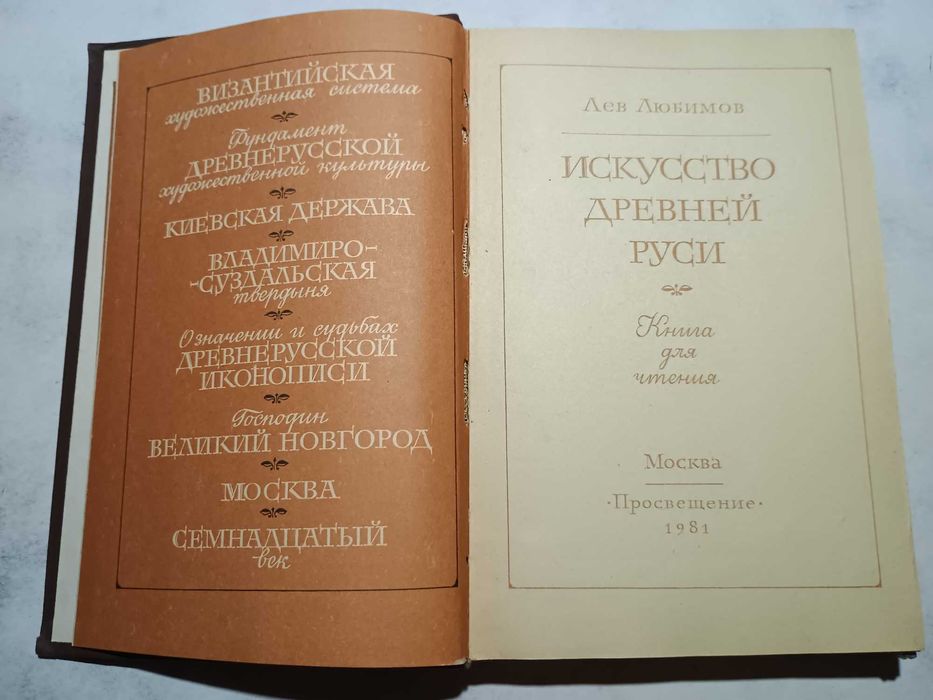 ВИЗАНТИЙСКАЯ
художественная система
Фундамент
ДРЕВНЕРУССКОЙ
художественной культуры
КИЕВСКАЯ ДЕРЖАВА
ВЛАДИМИРО-
-СУЗДАЛЬСКАЯ
твердыня
О значении и судьбах
ДРЕВНЕРУССКОЙ
ИКОНОПИСИ
Господин
ВЕЛИКИЙ НОВГОРОД
МОСКВА
СЕМНАДЦАТЫЙ
век
Лев Любимов
ИСКУССТВО
ДРЕВНЕЙ
РУСИ
Книга
для
чтения
Москва
·Просвещение·
1981